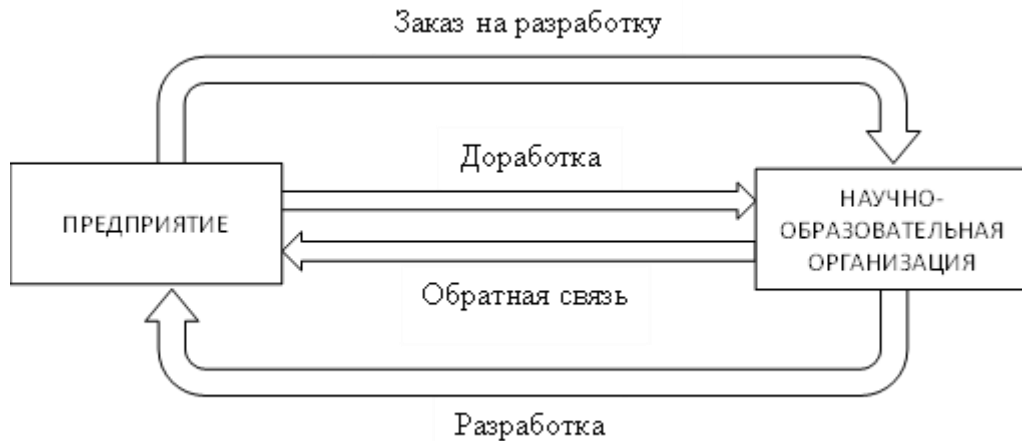 Заказ на разработку
Доработка
ПРЕДПРИЯТИЕ
НАУЧНО-
ОБРАЗОВАТЕЛЬНАЯ
ОРГАНИЗАЦИЯ
Обратная связь
Разработка